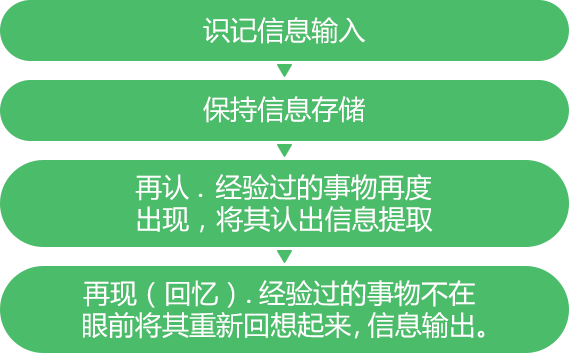 识记信息输入
保持信息存储
再认．经验过的事物再度
出现，将其认出信息提取
再现（回忆）.经验过的事物不在
眼前将其重新回想起来,信息输出。